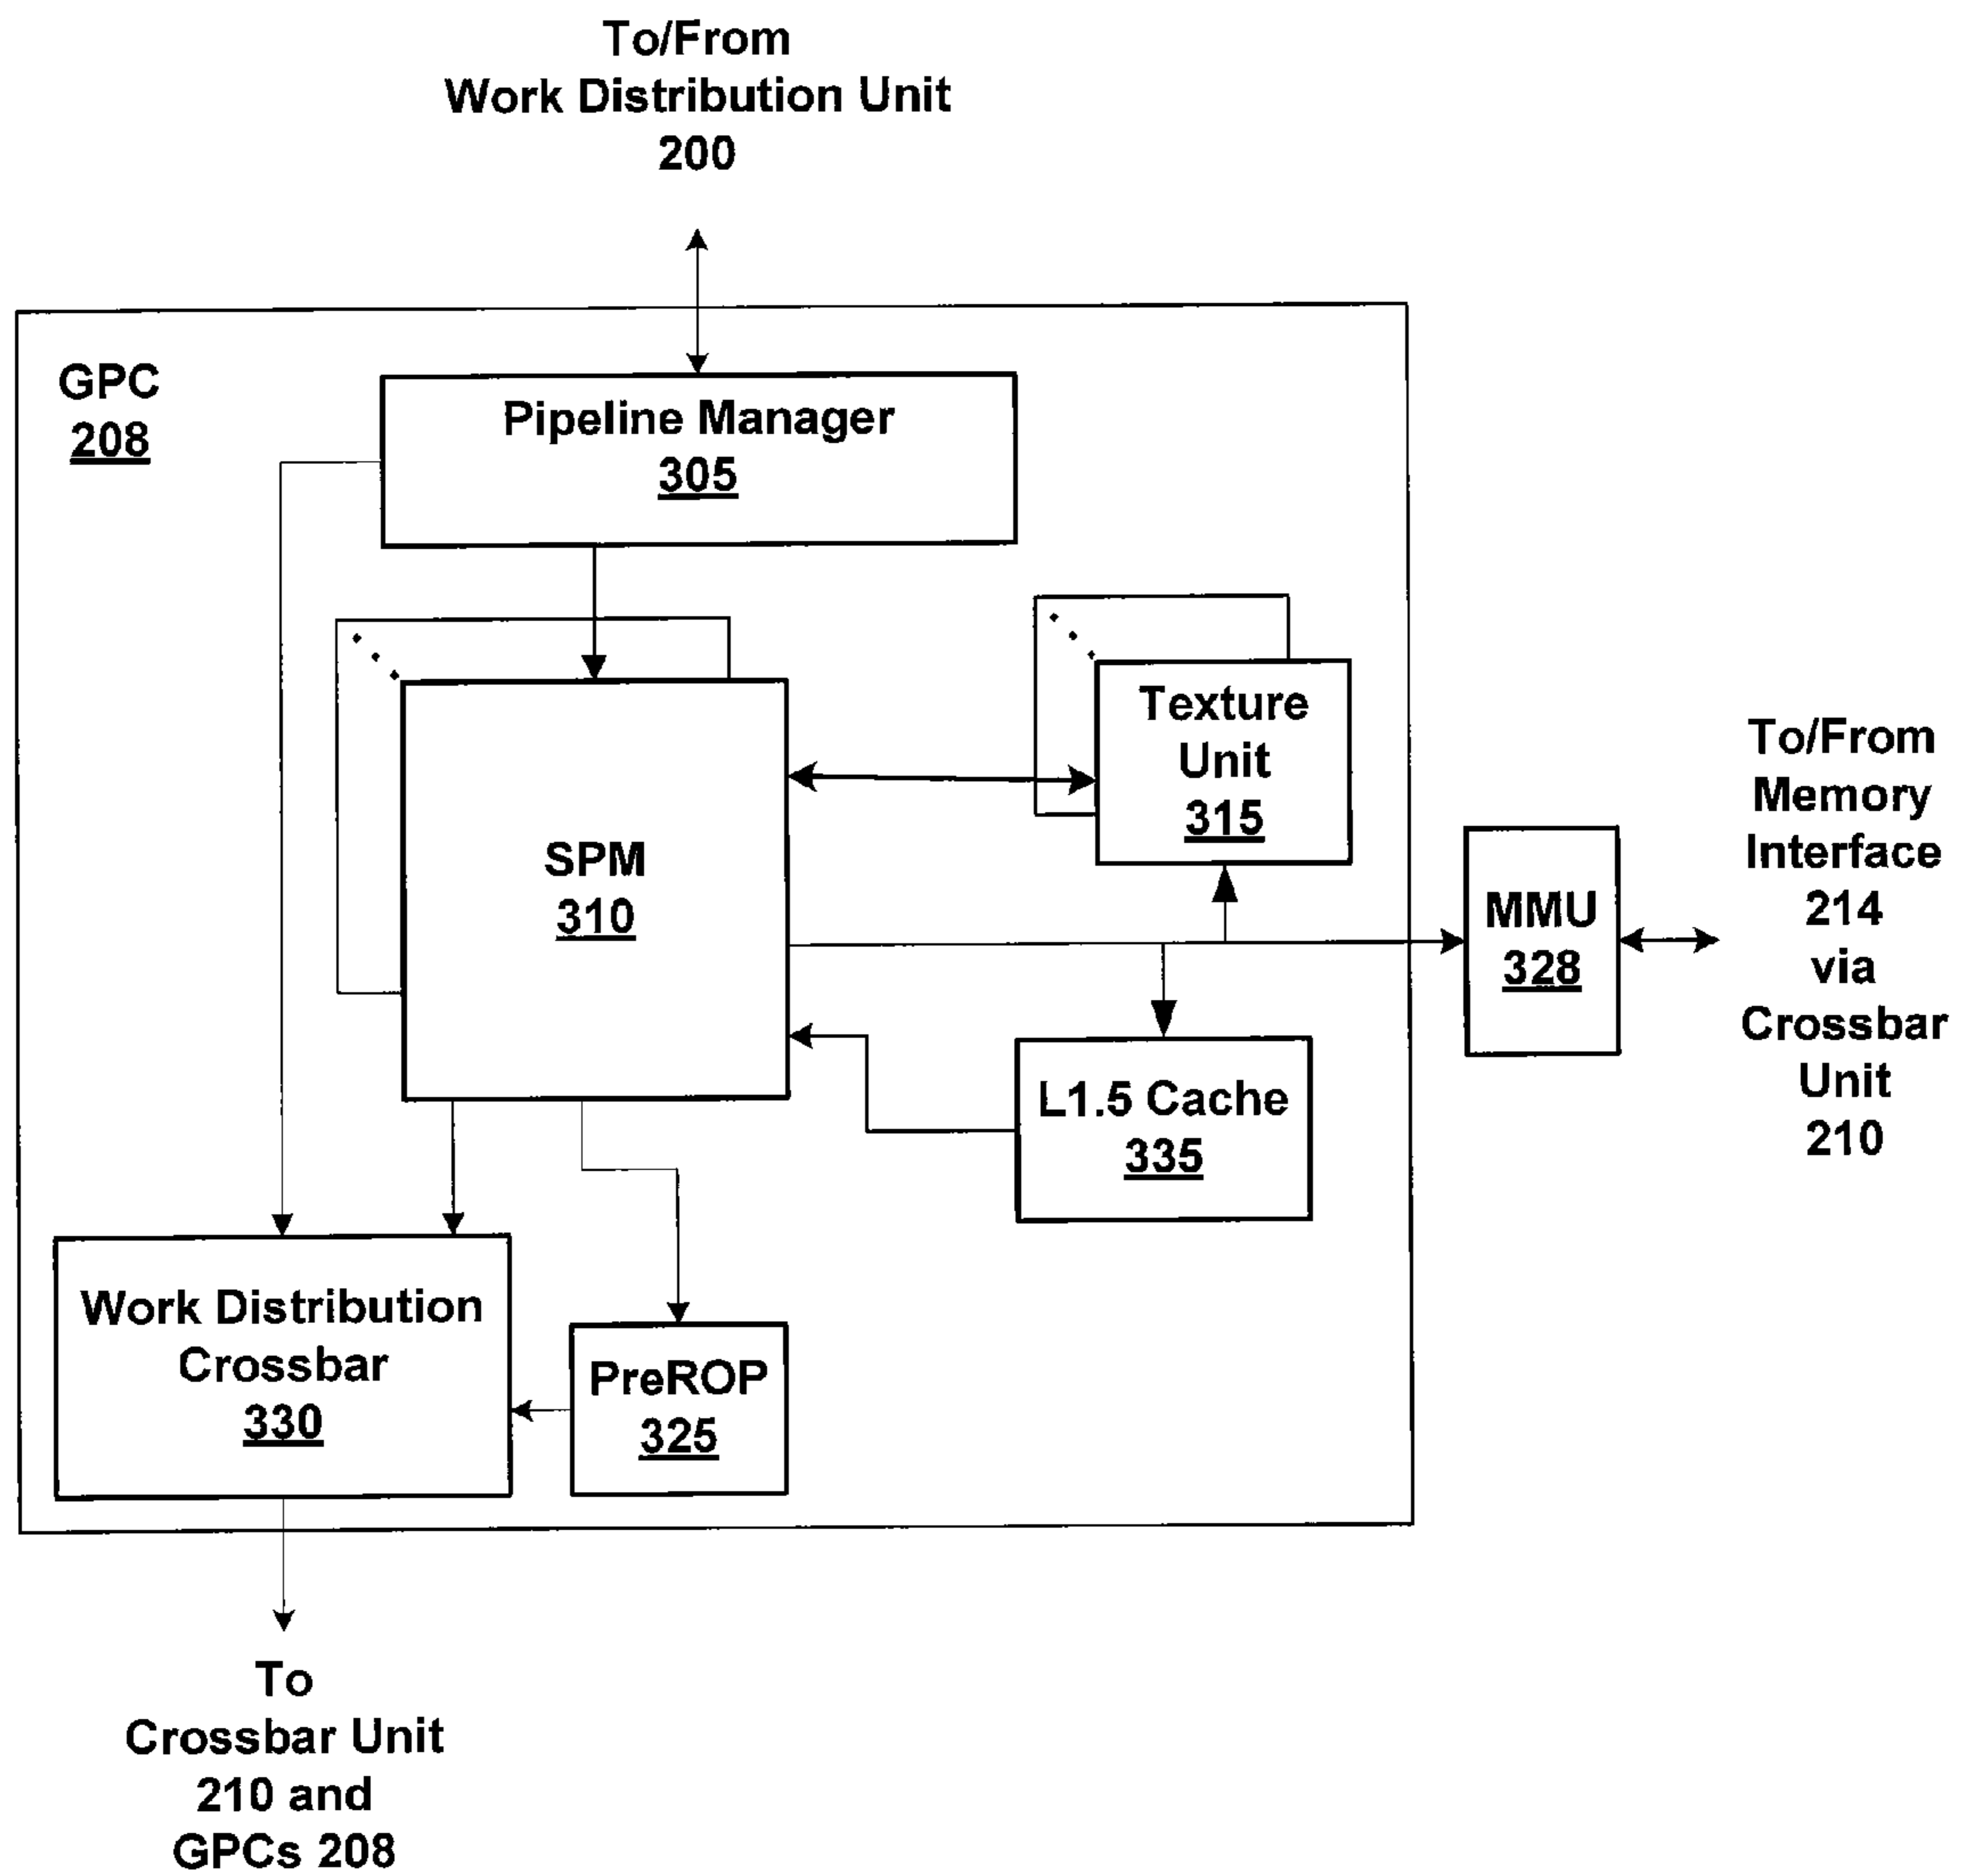 To/From
Work Distribution Unit
200
GPC
208
Pipeline Manager
305
Texture
Unit
315
SPM
310
MMU
328
To/From
Memory
Interface
214
via
Crossbar
Unit
210
L1.5 Cache
335
Work Distribution
Crossbar
330
PreROP
325
To
Crossbar Unit
210 and
GPCs 208